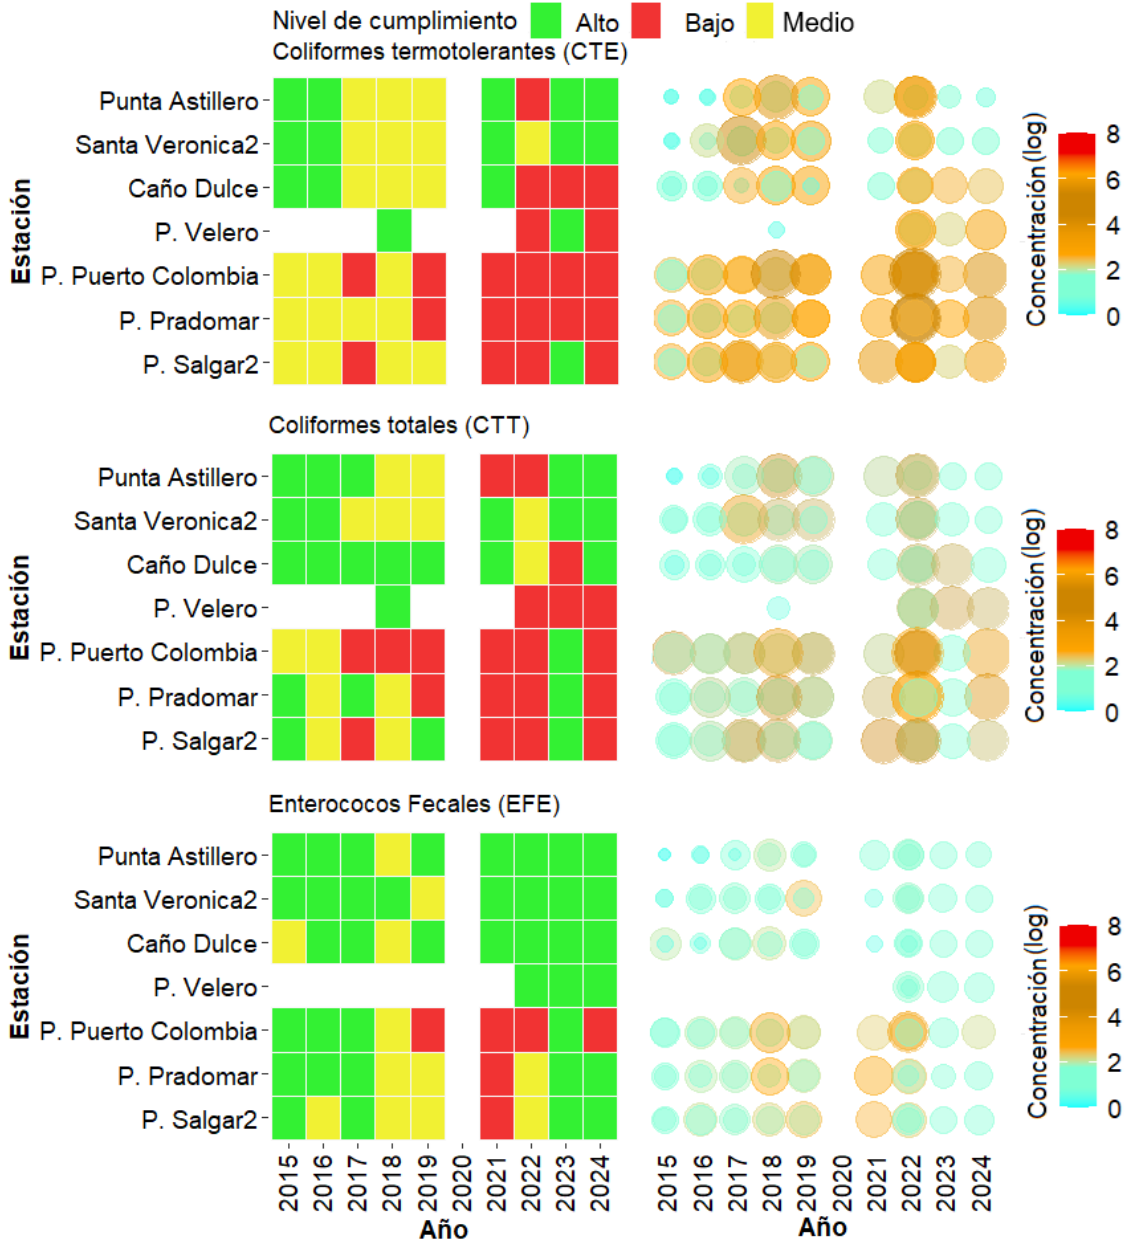 Nivel de cumplimiento Alto Bajo Medio
Coliformes termotolerantes (CTE)
Estación
Punta Astillero
Santa Veronica2
Caño Dulce
P. Velero
P. Puerto Colombia
P. Pradomar
P. Salgar2
Concentración (log)
8
6
4
2
0
Coliformes totales (CTT)
Estación
Punta Astillero
Santa Veronica2
Caño Dulce
P. Velero
P. Puerto Colombia
P. Pradomar
P. Salgar2
Concentración (log)
8
6
4
2
0
Enterococos Fecales (EFE)
Estación
Punta Astillero
Santa Veronica2
Caño Dulce
P. Velero
P. Puerto Colombia
P. Pradomar
P. Salgar2
Concentración (log)
8
6
4
2
0
2015 2016 2017 2018 2019 2020 2021 2022 2023 2024
Año
2015 2016 2017 2018 2019 2020 2021 2022 2023 2024
Año